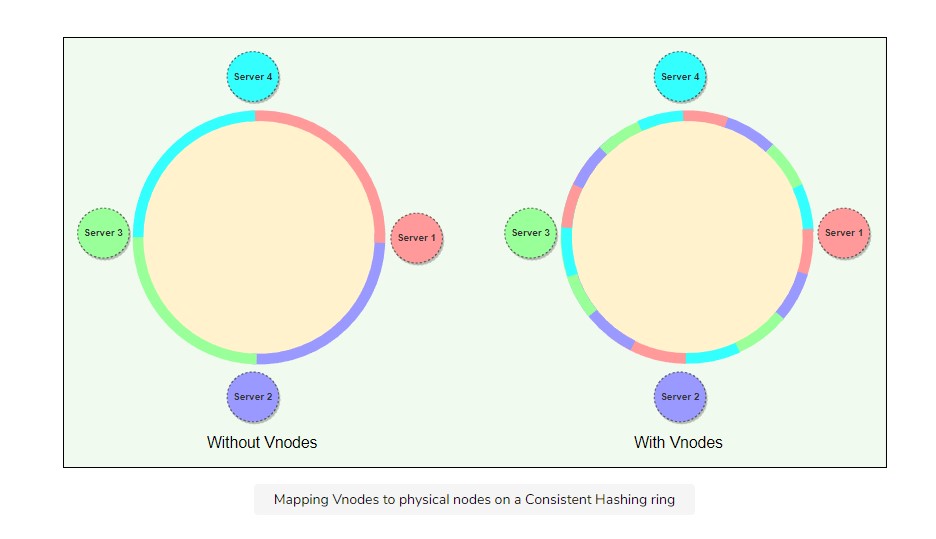 Server 4
Server 4
Server 3
Server 1
Server 3
Server 1
Server 2
Server 2
Without Vnodes
With Vnodes
Mapping Vnodes to physical nodes on a Consistent Hashing ring